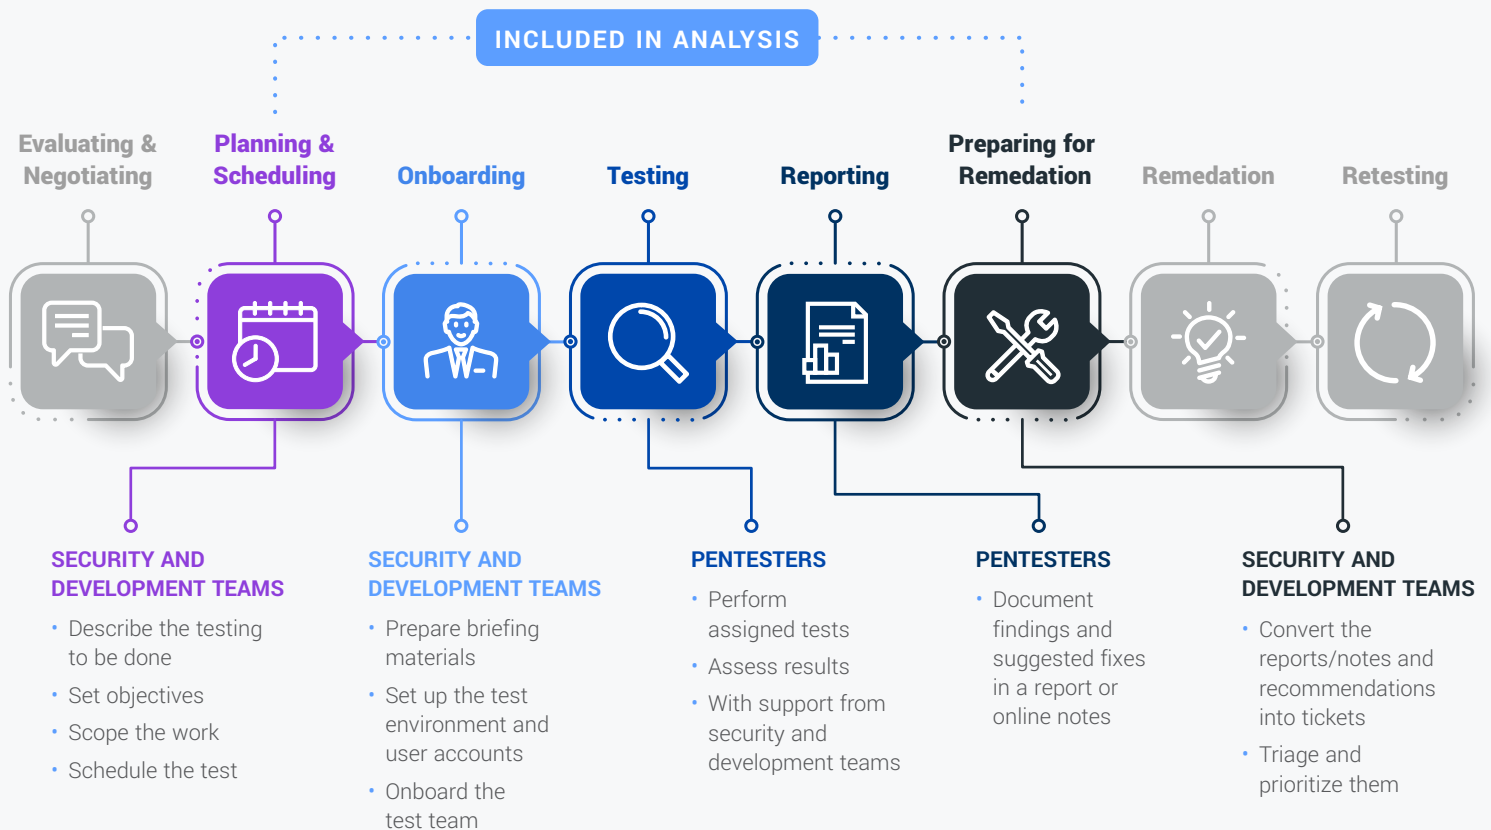 INCLUDED IN ANALYSIS
Evaluating &
Negotiating
Planning &
Scheduling
Onboarding
Testing
Reporting
Preparing for
Remedation
Remedation
Retesting
SECURITY AND
DEVELOPMENT TEAMS
• Describe the testing
to be done
• Set objectives
• Scope the work
• Schedule the test
SECURITY AND
DEVELOPMENT TEAMS
• Prepare briefing
materials
• Set up the test
environment and
user accounts
• Onboard the
test team
PENTESTERS
• Perform
assigned tests
• Assess results
• With support from
security and
development teams
PENTESTERS
• Document
findings and
suggested fixes
in a report or
online notes
SECURITY AND
DEVELOPMENT TEAMS
• Convert the
reports/notes and
recommendations
into tickets
• Triage and
prioritize them